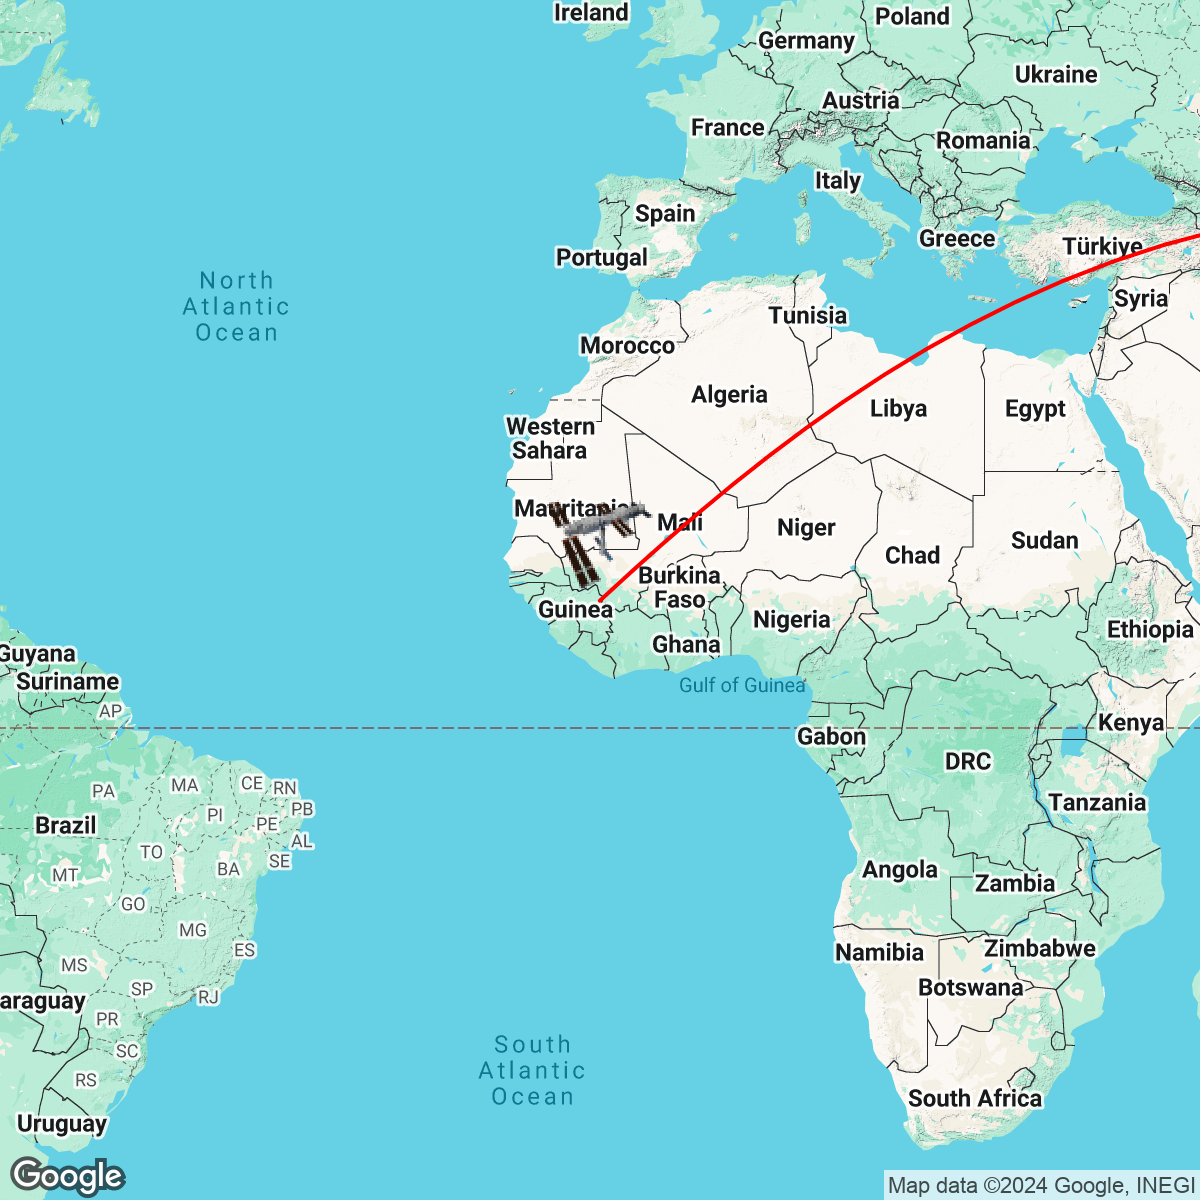 Ireland
Poland
Germany
Ukraine
Austria
France
Romania
Italy
Spain
Greece
Türkiye
Portugal
North
Atlantic
Ocean
Syria
Tunisia
Morocco
Algeria
Libya
Egypt
Western
Sahara
Mauritania
Mali
Niger
Chad
Sudan
Burkina
Faso
Guinea
Nigeria
Ethiopia
Ghana
Guyana
Suriname
Gulf of Guinea
AP
Kenya
Gabon
DRC
PA
MA
CE
RN
PB
PI
PE
AL
Tanzania
Brazil
TO
SE
BA
MT
Angola
Zambia
GO
MG
ES
Namibia
Zimbabwe
MS
SP
RJ
Botswana
araguay
PR
SC
South
Atlantic
Ocean
RS
South Africa
Uruguay
Google
Map data ©2024 Google, INEGI